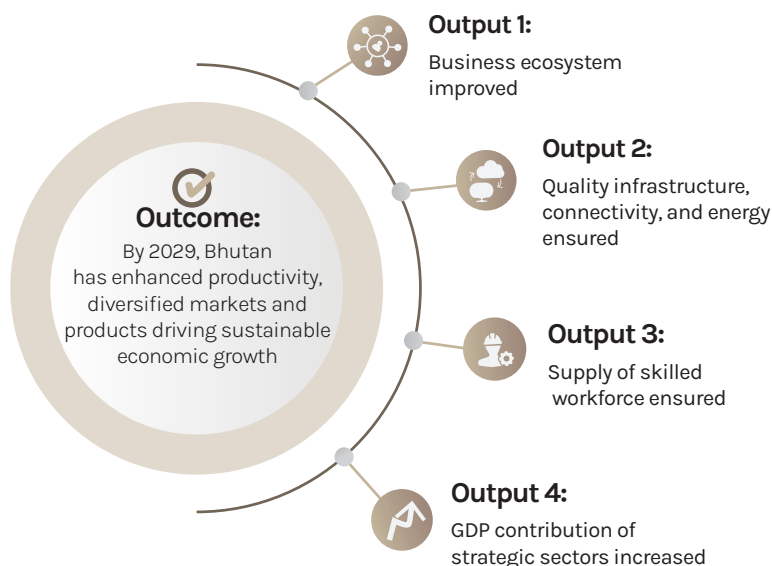 Outcome:
By 2029, Bhutan
has enhanced productivity,
diversified markets and
products driving sustainable
economic growth
Output 1:
Business ecosystem
improved
Output 2:
Quality infrastructure,
connectivity, and energy
ensured
Output 3:
Supply of skilled
workforce ensured
Output 4:
GDP contribution of
strategic sectors increased